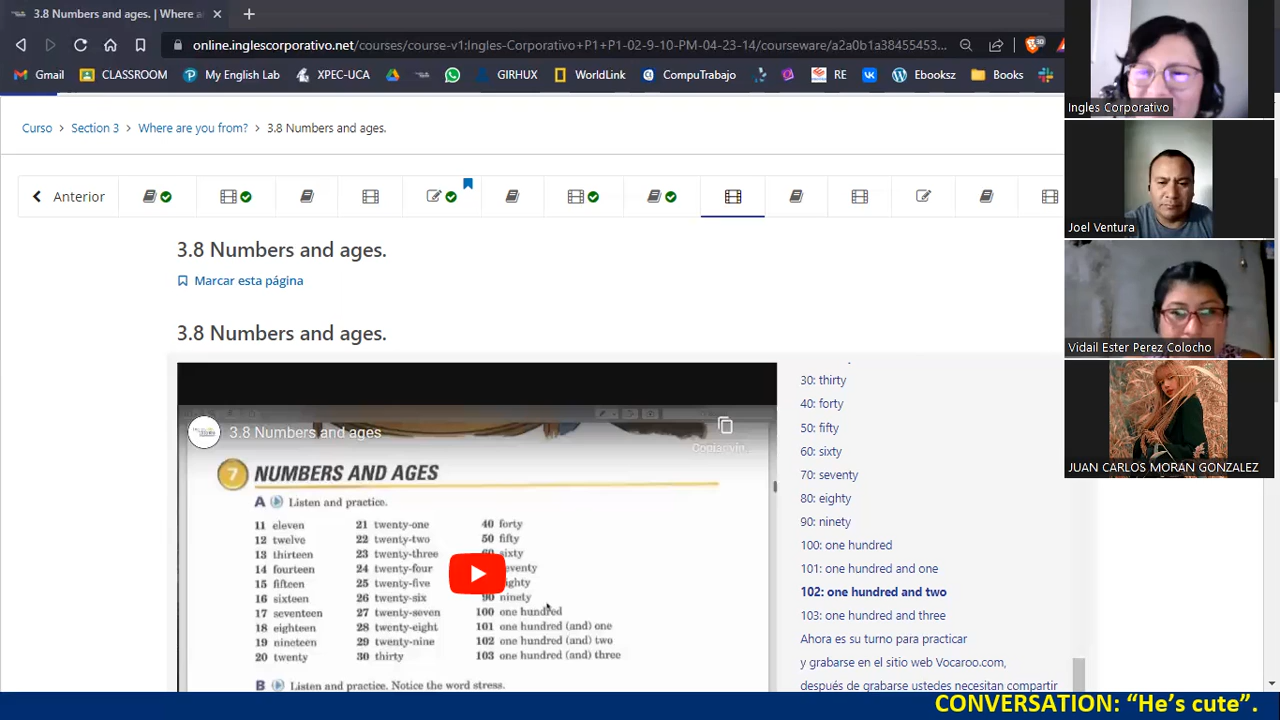 3.8 Numbers and ages. | Where a
online.inglescorporativo.net/courses/course-v1:Ingles-Corporativo+P1+P1-02-9-10-PM-04-23-14/courseware/a2a0b1a38455453...
30
Gmail
CLASSROOM
My English Lab
XPEC-UCA
GIRHUX
WorldLink
CompuTrabajo
RE
Ebooksz
Books
Curso > Section 3 > Where are you from? > 3.8 Numbers and ages.
Anterior
3.8 Numbers and ages.
Marcar esta página
3.8 Numbers and ages.
3.8 Numbers and ages
7 NUMBERS AND AGES
A Listen and practice.
11 eleven 21 twenty-one 40 forty
12 twelve 22 twenty-two 50 fifty
13 thirteen 23 twenty-three 60 sixty
14 fourteen 24 twenty-four
15 fifteen 25 twenty-five
16 sixteen 26 twenty-six 90 ninety
17 seventeen 27 twenty-seven 100 one hundred
18 eighteen 28 twenty-eight 101 one hundred (and) one
19 nineteen 29 twenty-nine 102 one hundred (and) two
20 twenty 30 thirty 103 one hundred (and) three
B Listen and practice. Notice the word stress.
30: thirty
40: forty
50: fifty
60: sixty
70: seventy
80: eighty
90: ninety
100: one hundred
101: one hundred and one
102: one hundred and two
103: one hundred and three
Ahora es su turno para practicar
y grabarse en el sitio web Vocaroo.com,
después de grabarse ustedes necesitan compartir
Ingles Corporativo
Joel Ventura
Vidail Ester Perez Colocho
JUAN CARLOS MORAN GONZALEZ
CONVERSATION: “He’s cute”.